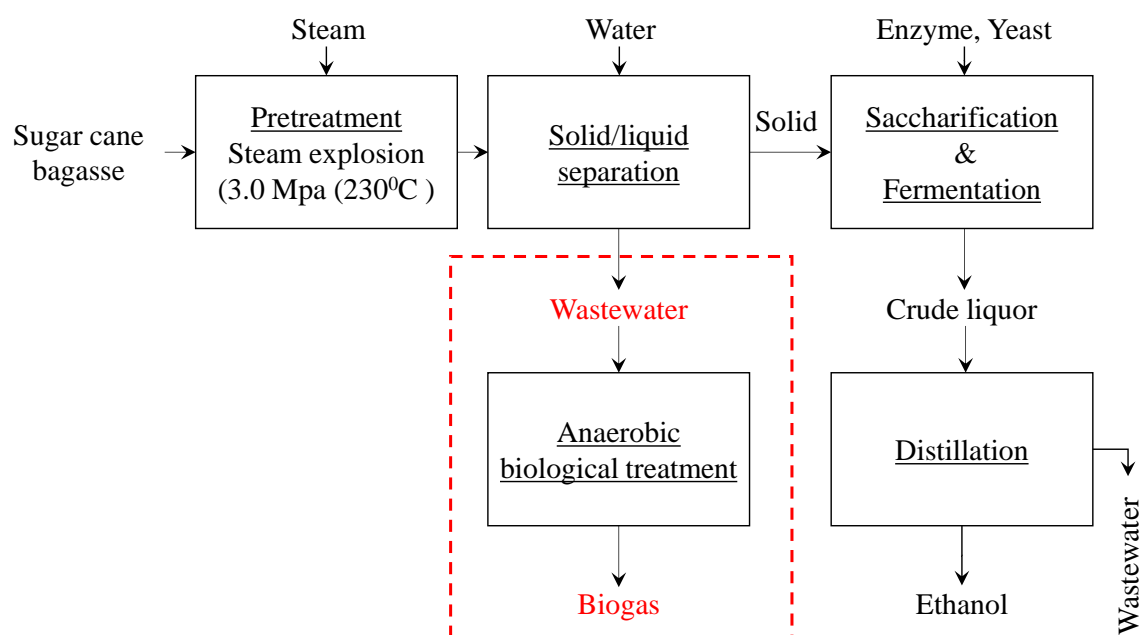 Steam
Water
Enzyme, Yeast
Sugar cane
bagasse
Pretreatment
Steam explosion
(3.0 Mpa (230⁰C )
Solid/liquid
separation
Solid
Saccharification
&
Fermentation
Wastewater
Crude liquor
Anaerobic
biological treatment
Distillation
Wastewater
Biogas
Ethanol